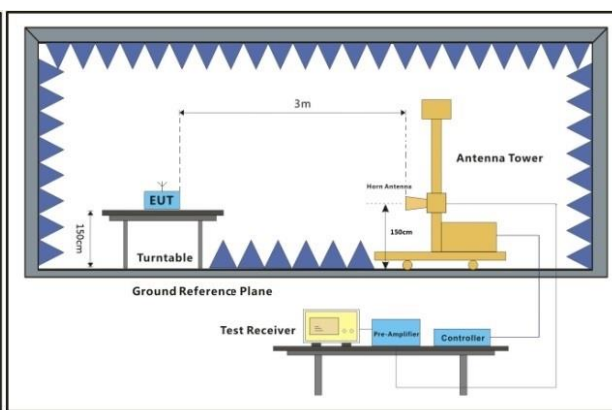 3m
Antenna Tower
Horn Antenna
EUT
150cm
150cm
Turntable
Ground Reference Plane
Test Receiver
Pre-Amplifier
Controller